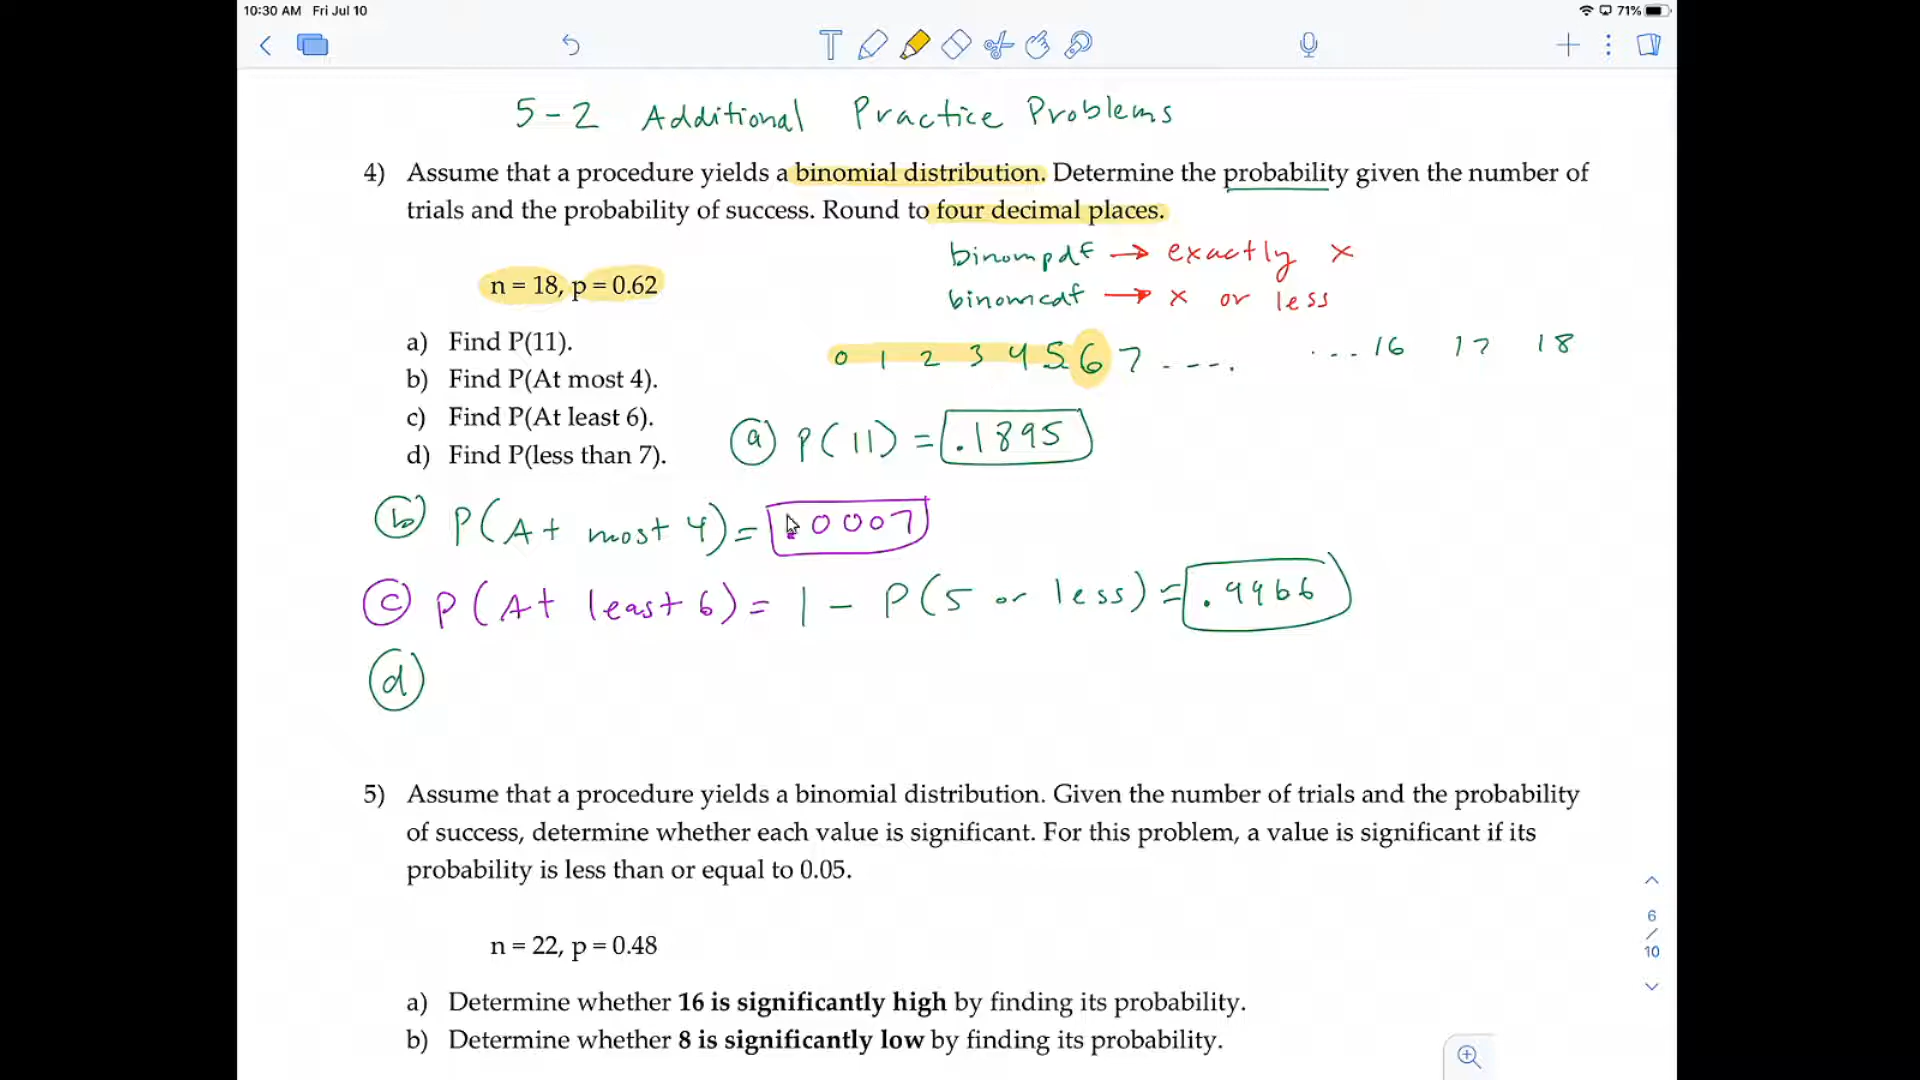 10:30 AM Fri Jul 10
71%
5-2 Additional Practice Problems
4) Assume that a procedure yields a binomial distribution. Determine the probability given the number of
trials and the probability of success. Round to four decimal places.
binompdf → exactly x
n = 18, p = 0.62
binomcdf → x or less
a) Find P(11).
0 1 2 3 4 5 6 7 ---- . ...16 17 18
b) Find P(At most 4).
c) Find P(At least 6).
a P(11) = .1895
d) Find P(less than 7).
b P(At most 4) = .0007
c P(At least 6) = 1 - P(5 or less) = .9966
d
5) Assume that a procedure yields a binomial distribution. Given the number of trials and the probability
of success, determine whether each value is significant. For this problem, a value is significant if its
probability is less than or equal to 0.05.
6
/
10
n = 22, p = 0.48
a) Determine whether 16 is significantly high by finding its probability.
b) Determine whether 8 is significantly low by finding its probability.